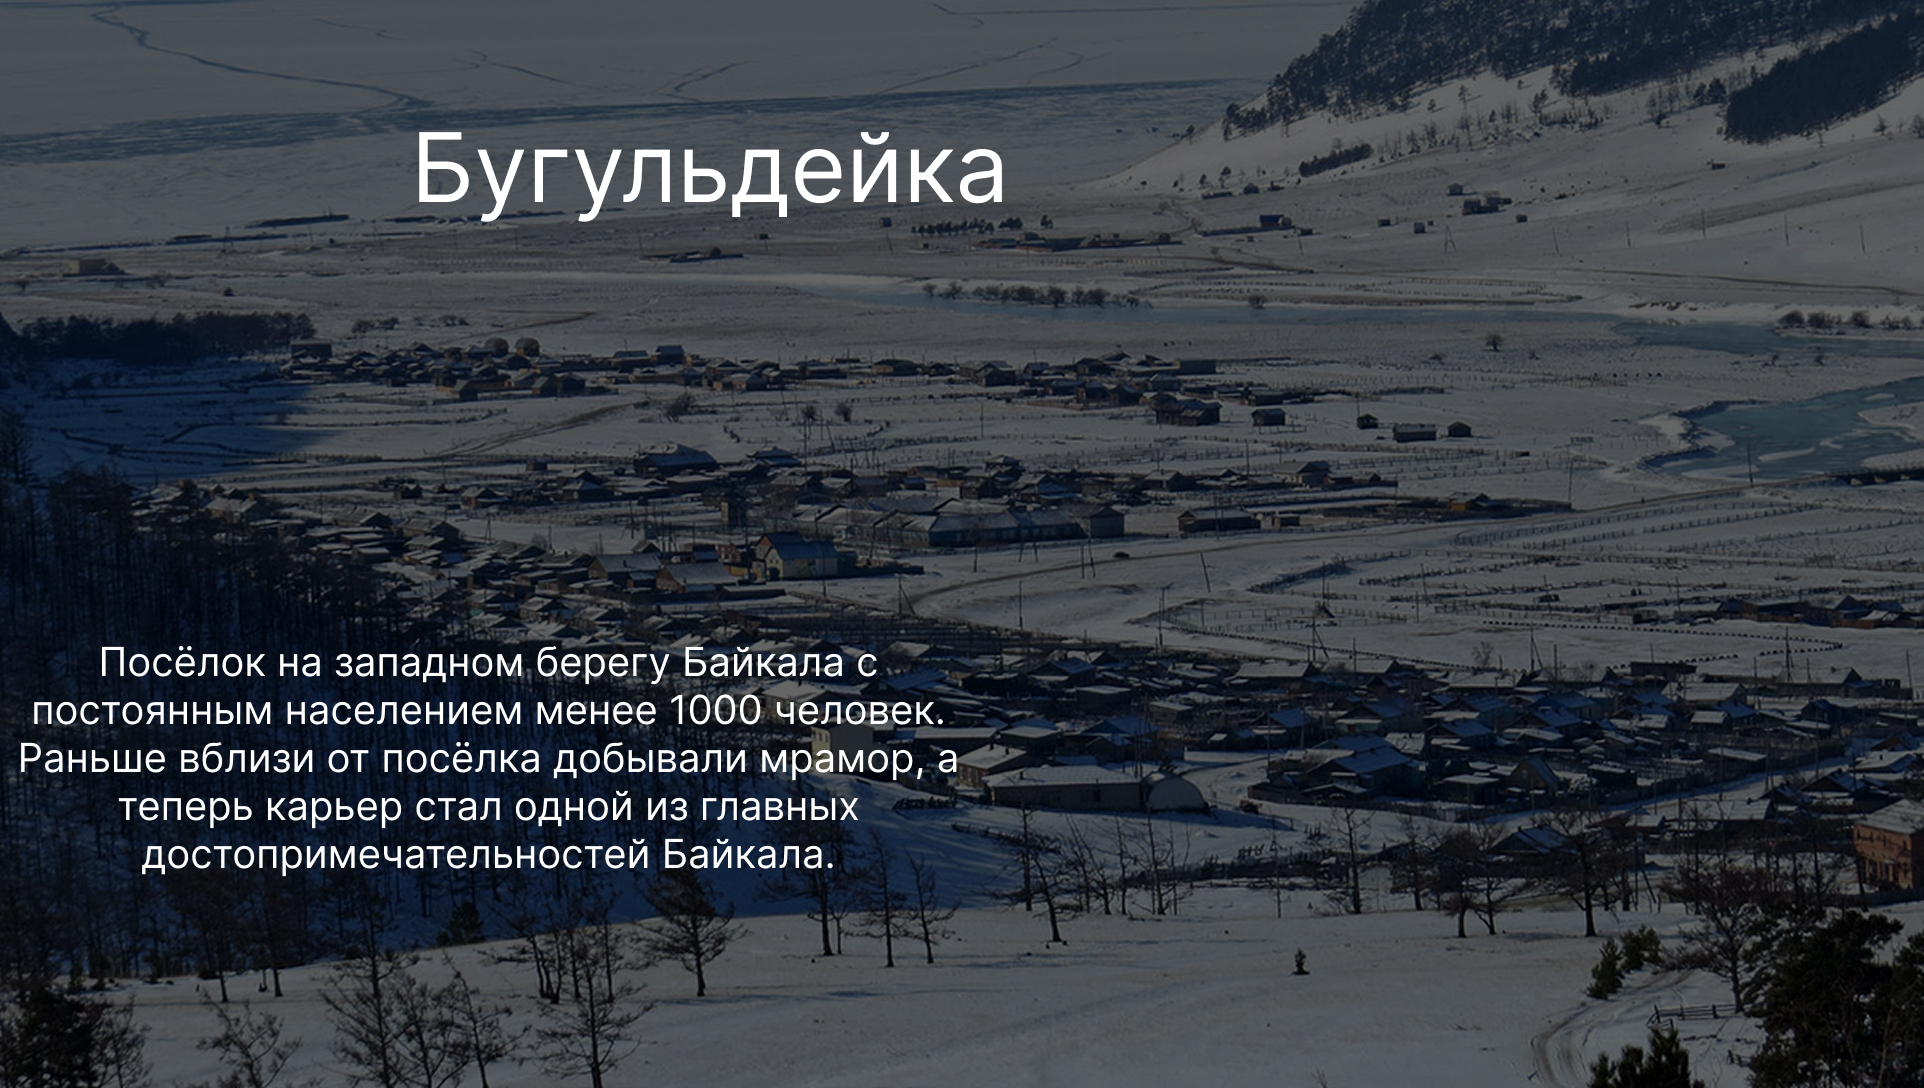 Бугульдейка
Посёлок на западном берегу Байкала с
постоянным населением менее 1000 человек.
Раньше вблизи от посёлка добывали мрамор, а
теперь карьер стал одной из главных
достопримечательностей Байкала.